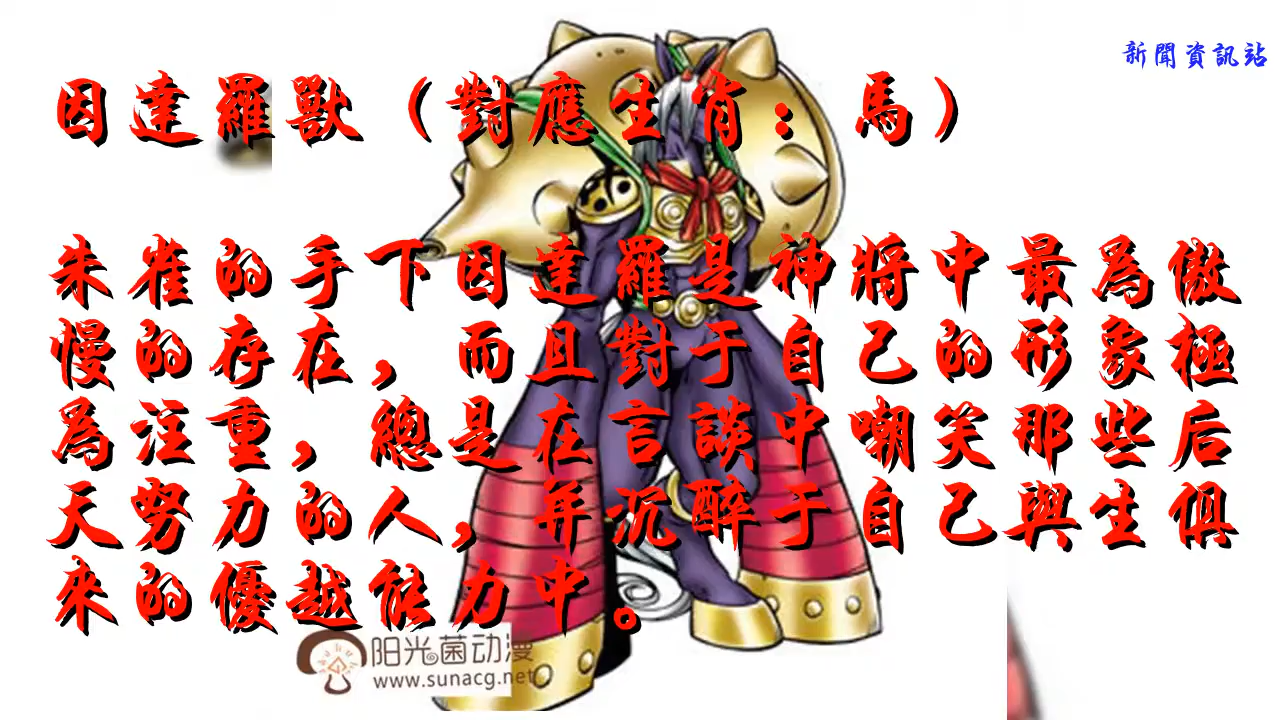 新聞資訊站
因達羅獸（對應生肖：馬）
朱雀的手下因達羅是神將中最為傲
慢的存在，而且對于自己的形象極
為注重，總是在言談中嘲笑那些后
天努力的人，并沉醉于自己與生俱
來的優越能力中。
阳光菌动漫
www.sunacg.net